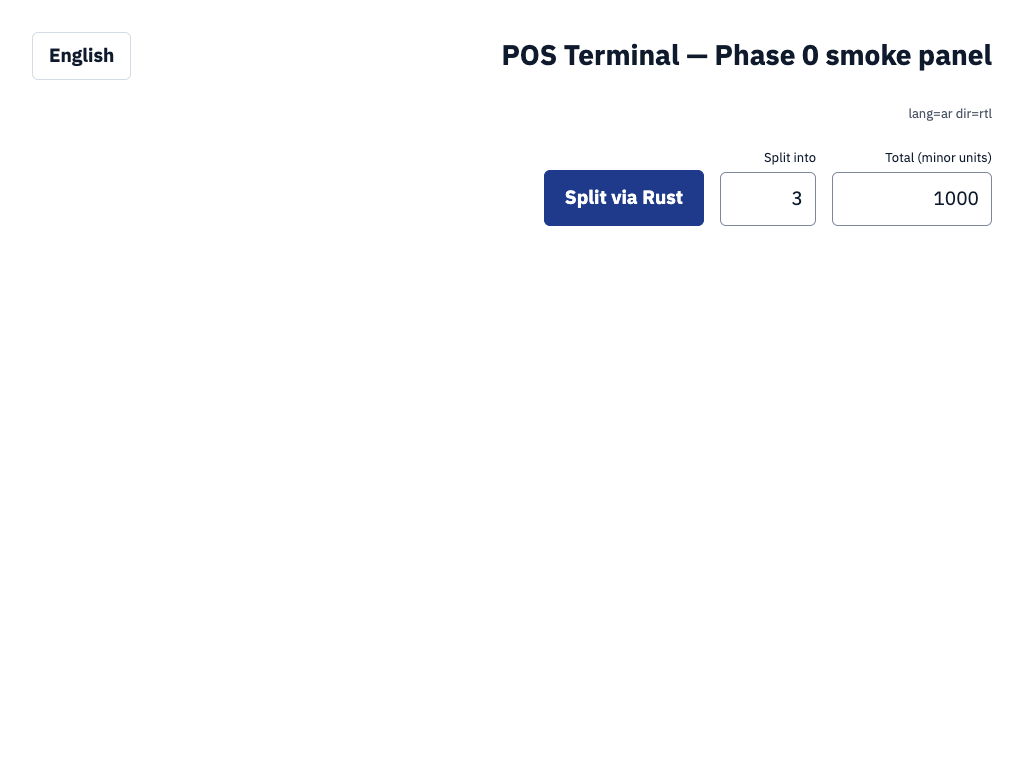 POS Terminal — Phase 0 smoke panel
English
lang=ar dir=rtl
Total (minor units)
1000
Split into
3
Split via Rust